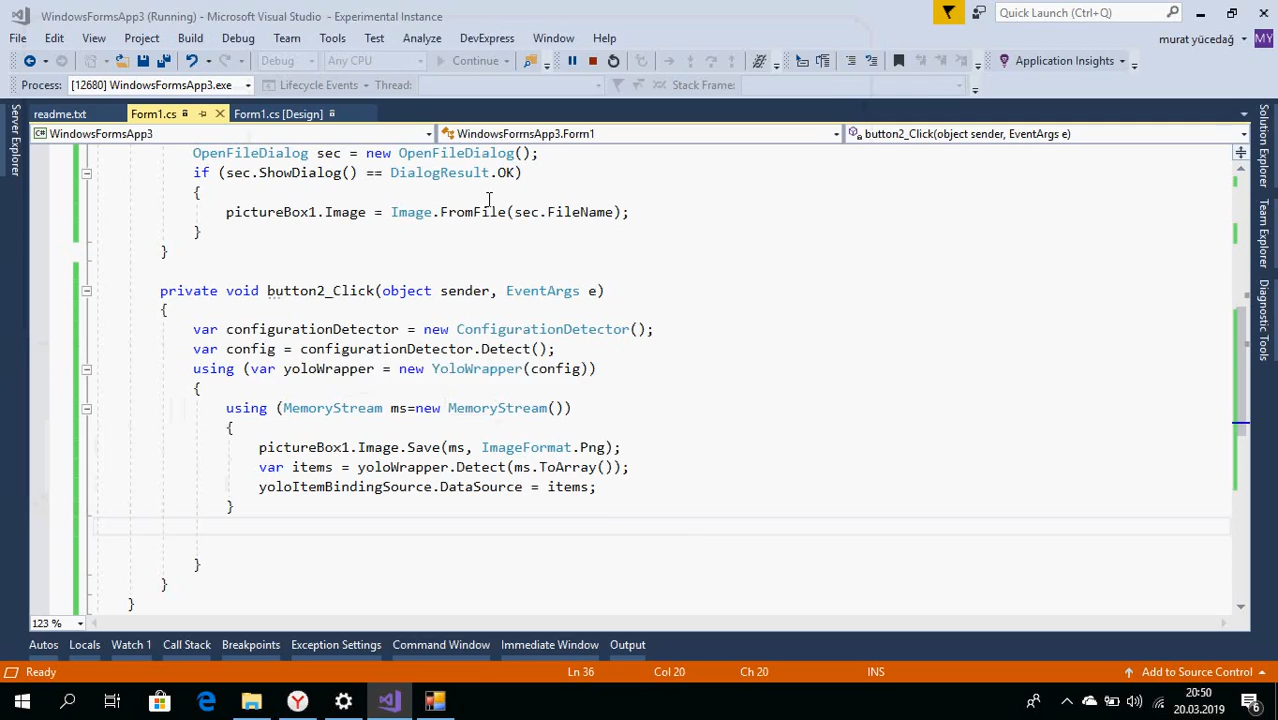 WindowsFormsApp3 (Running) - Microsoft Visual Studio - Experimental Instance
Quick Launch (Ctrl+Q)
File Edit View Project Build Debug Team Tools Test Analyze DevExpress Window Help
murat yücedağ MY
Debug Any CPU Continue Application Insights
Process: [12680] WindowsFormsApp3.exe Lifecycle Events Thread: Stack Frame:
readme.txt Form1.cs Form1.cs [Design]
C# WindowsFormsApp3 WindowsFormsApp3.Form1 button2_Click(object sender, EventArgs e)
Server Explorer
Solution Explorer
Team Explorer
Diagnostic Tools
OpenFileDialog sec = new OpenFileDialog();
if (sec.ShowDialog() == DialogResult.OK)
{
pictureBox1.Image = Image.FromFile(sec.FileName);
}
}
private void button2_Click(object sender, EventArgs e)
{
var configurationDetector = new ConfigurationDetector();
var config = configurationDetector.Detect();
using (var yoloWrapper = new YoloWrapper(config))
{
using (MemoryStream ms=new MemoryStream())
{
pictureBox1.Image.Save(ms, ImageFormat.Png);
var items = yoloWrapper.Detect(ms.ToArray());
yoloItemBindingSource.DataSource = items;
}
}
}
}
123 %
Autos Locals Watch 1 Call Stack Breakpoints Exception Settings Command Window Immediate Window Output
Ready Ln 36 Col 20 Ch 20 INS Add to Source Control
20:50
20.03.2019
6